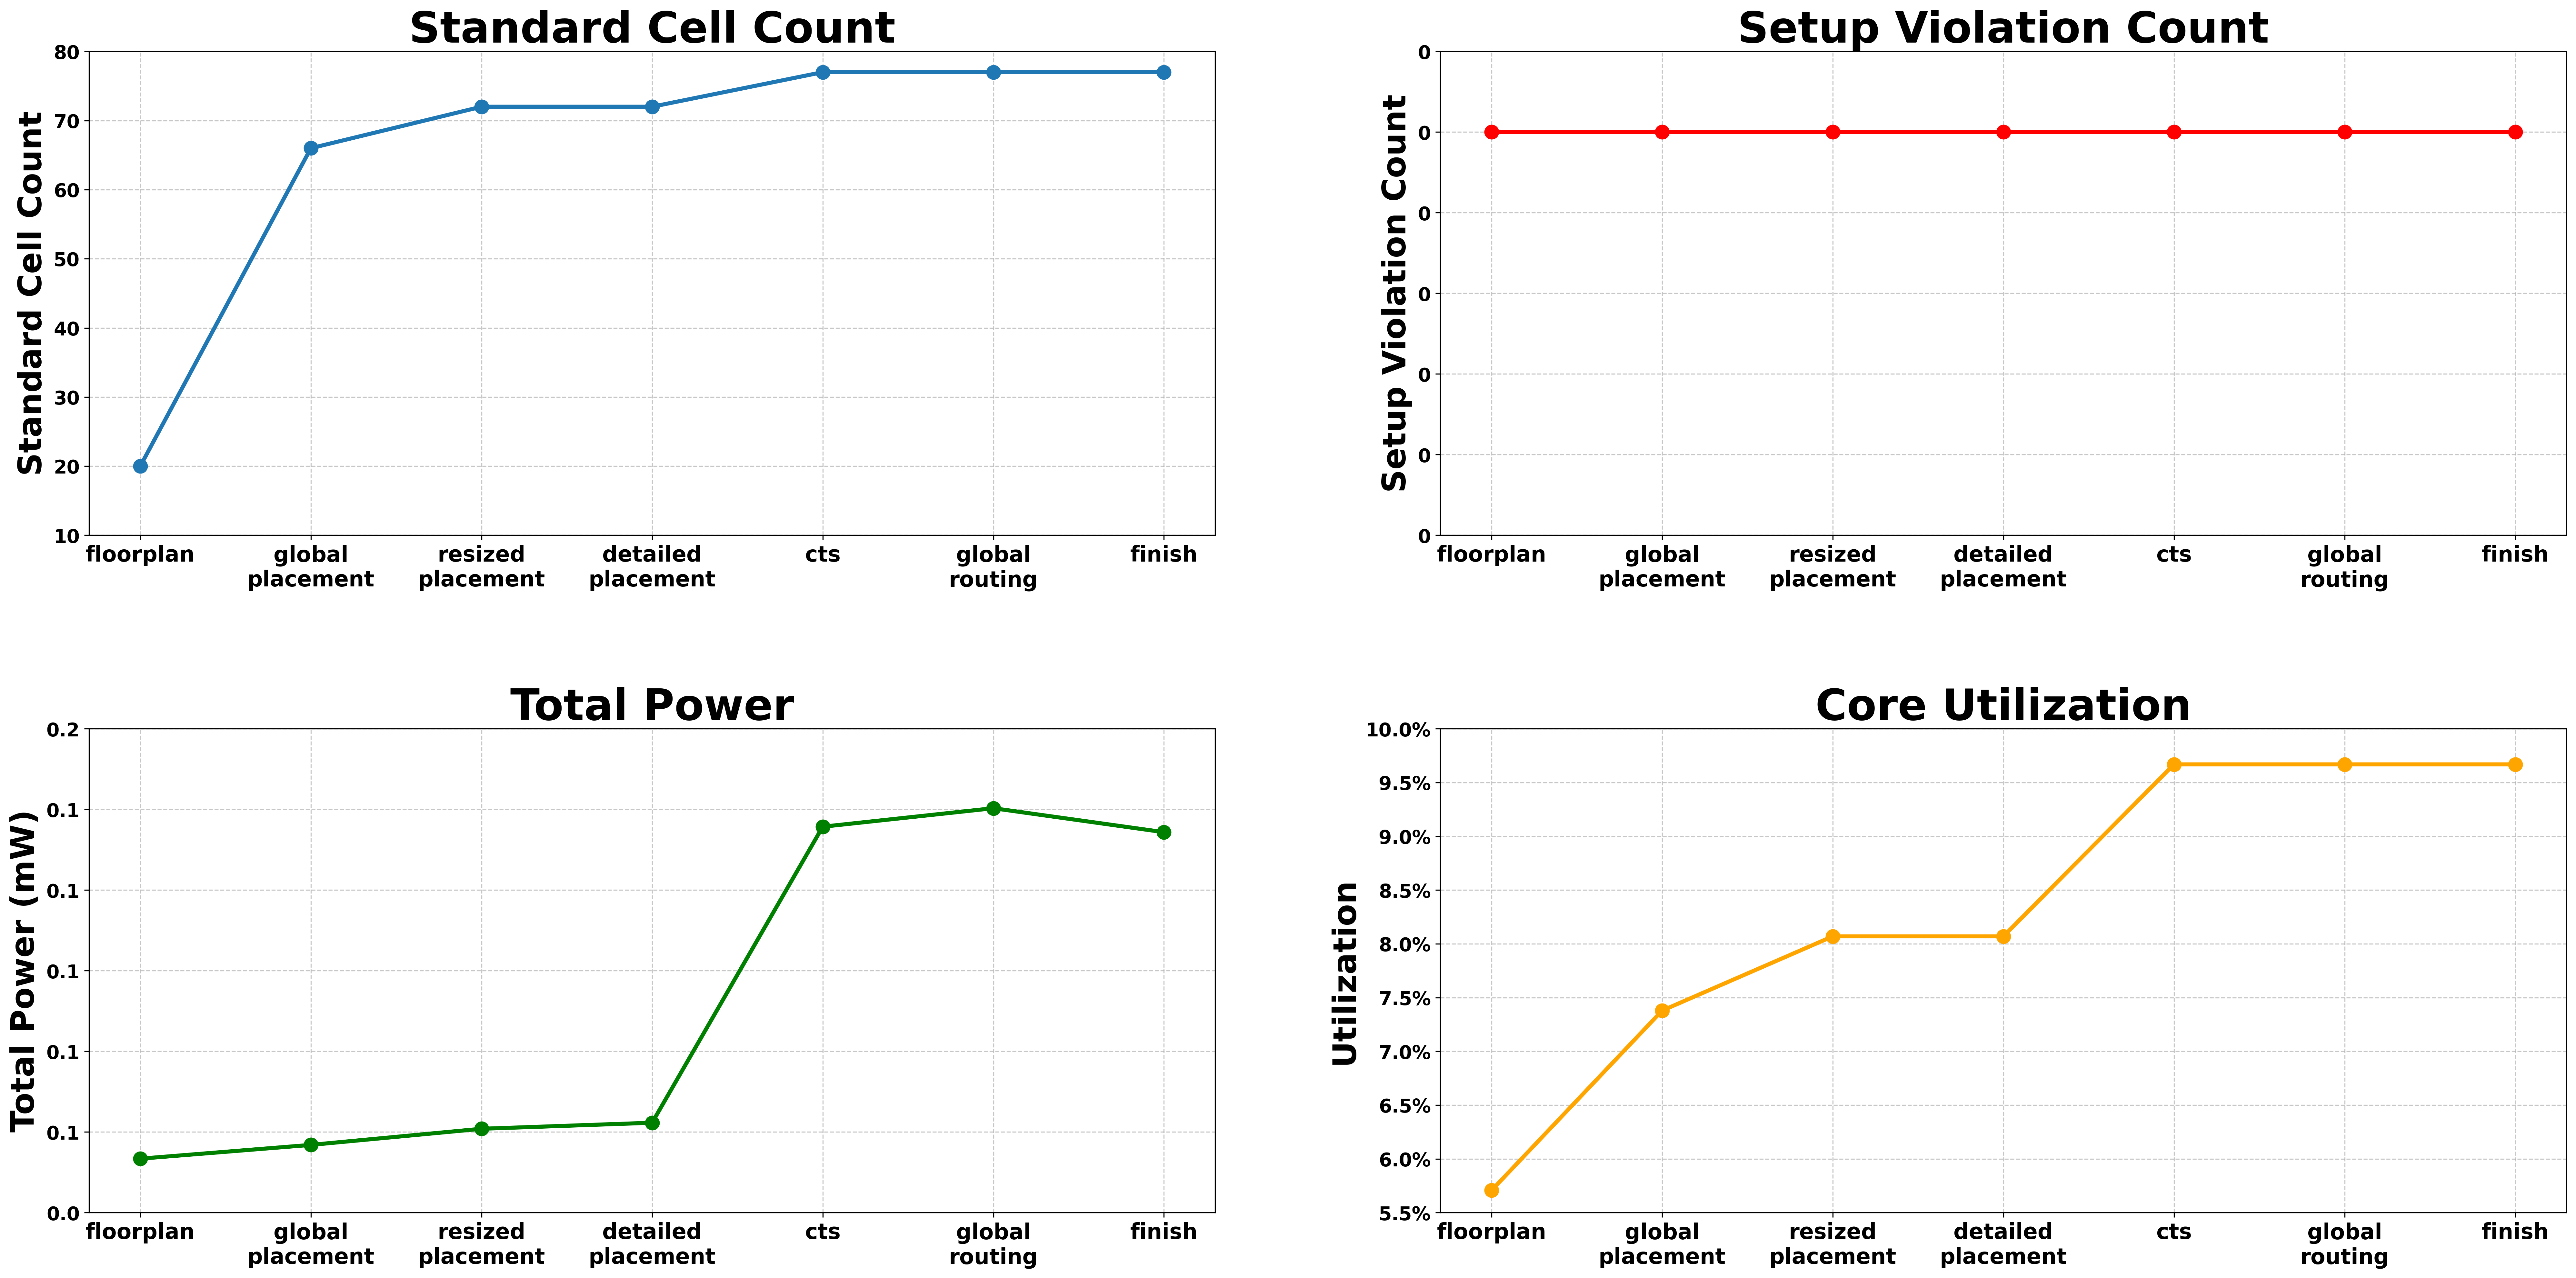 Standard Cell Count
Standard Cell Count
80
70
60
50
40
30
20
10
floorplan
global
placement
resized
placement
detailed
placement
cts
global
routing
finish
Setup Violation Count
Setup Violation Count
0
0
0
0
0
0
0
floorplan
global
placement
resized
placement
detailed
placement
cts
global
routing
finish
Total Power
Total Power (mW)
0.2
0.1
0.1
0.1
0.1
0.1
0.0
floorplan
global
placement
resized
placement
detailed
placement
cts
global
routing
finish
Core Utilization
Utilization
10.0%
9.5%
9.0%
8.5%
8.0%
7.5%
7.0%
6.5%
6.0%
5.5%
floorplan
global
placement
resized
placement
detailed
placement
cts
global
routing
finish